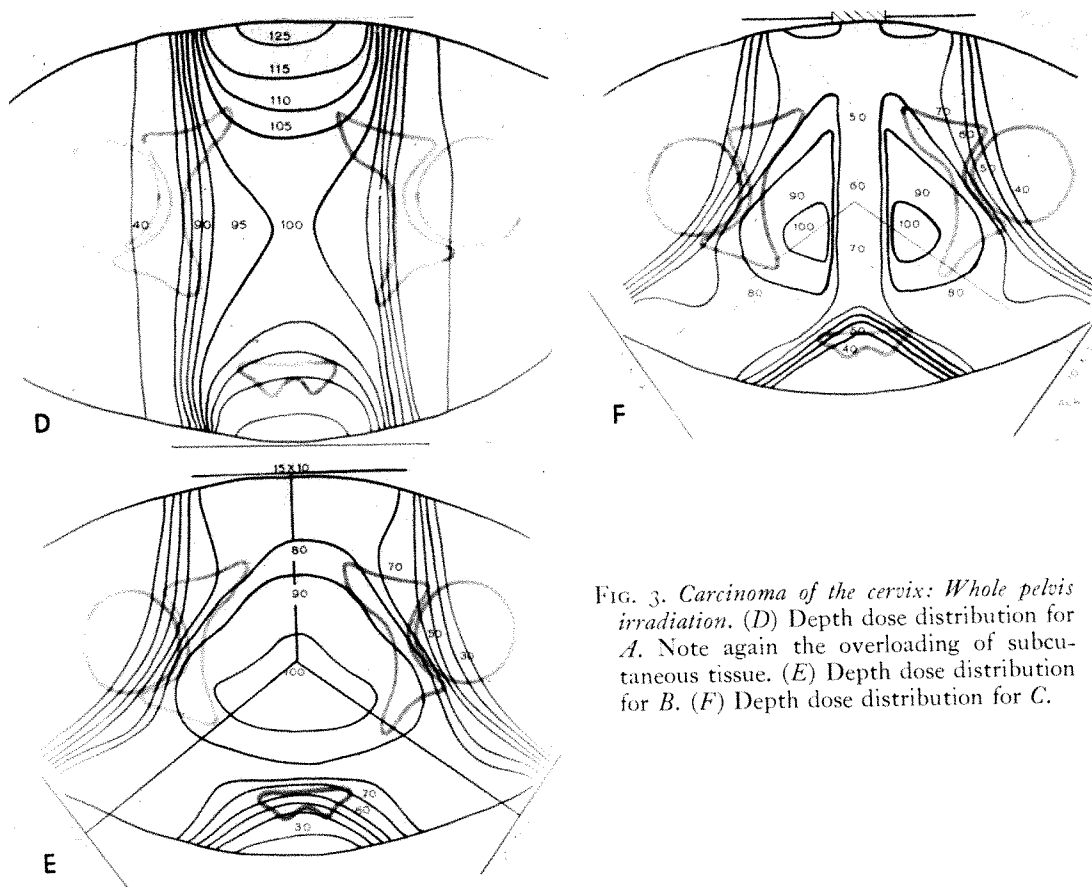 125
115
110
105
40 90 95 100
D
50
70
60
50
40
90 60 90
100 100
70
80 80
50
40
F
15 X 10
80
70
90
50
30
100
70
60
30
E
FIG. 3. Carcinoma of the cervix: Whole pelvis
irradiation. (D) Depth dose distribution for
A. Note again the overloading of subcu-
taneous tissue. (E) Depth dose distribution
for B. (F) Depth dose distribution for C.